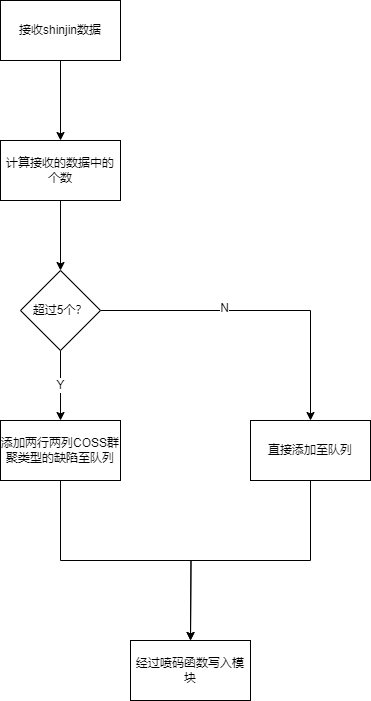 接收shinjin数据
计算接收的数据中的
个数
超过5个？
N
Y
添加两行两列COSS群
聚类型的缺陷至队列
直接添加至队列
经过喷码函数写入模
块